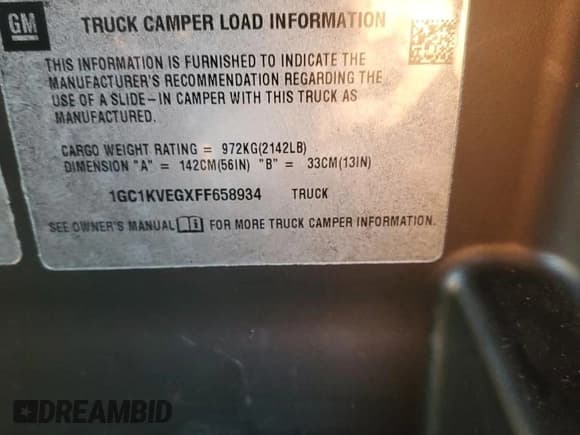 GM
TRUCK CAMPER LOAD INFORMATION
THIS INFORMATION IS FURNISHED TO INDICATE THE
MANUFACTURER'S RECOMMENDATION REGARDING THE
USE OF A SLIDE-IN CAMPER WITH THIS TRUCK AS
MANUFACTURED.
CARGO WEIGHT RATING = 972KG(2142LB)
DIMENSION "A" = 142CM(56IN) "B" = 33CM(13IN)
1GC1KVEGXFF658934 TRUCK
SEE OWNER'S MANUAL FOR MORE TRUCK CAMPER INFORMATION.
DREAMBID